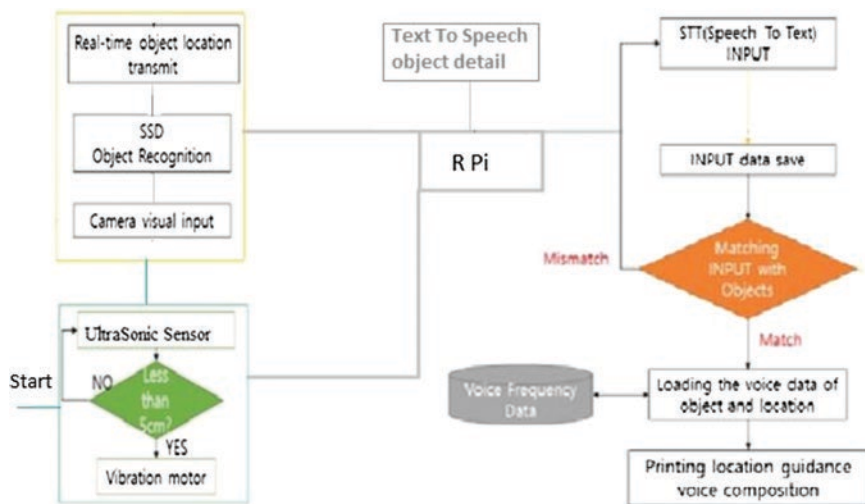 Real-time object location
transmit
SSD
Object Recognition
Camera visual input
UltraSonic Sensor
Start
NO
Less
than
5cm?
YES
Vibration motor
Text To Speech
object detail
R Pi
STT(Speech To Text)
INPUT
INPUT data save
Matching
INPUT with
Objects
Mismatch
Match
Voice Frequency
Data
Loading the voice data of
object and location
Printing location guidance
voice composition